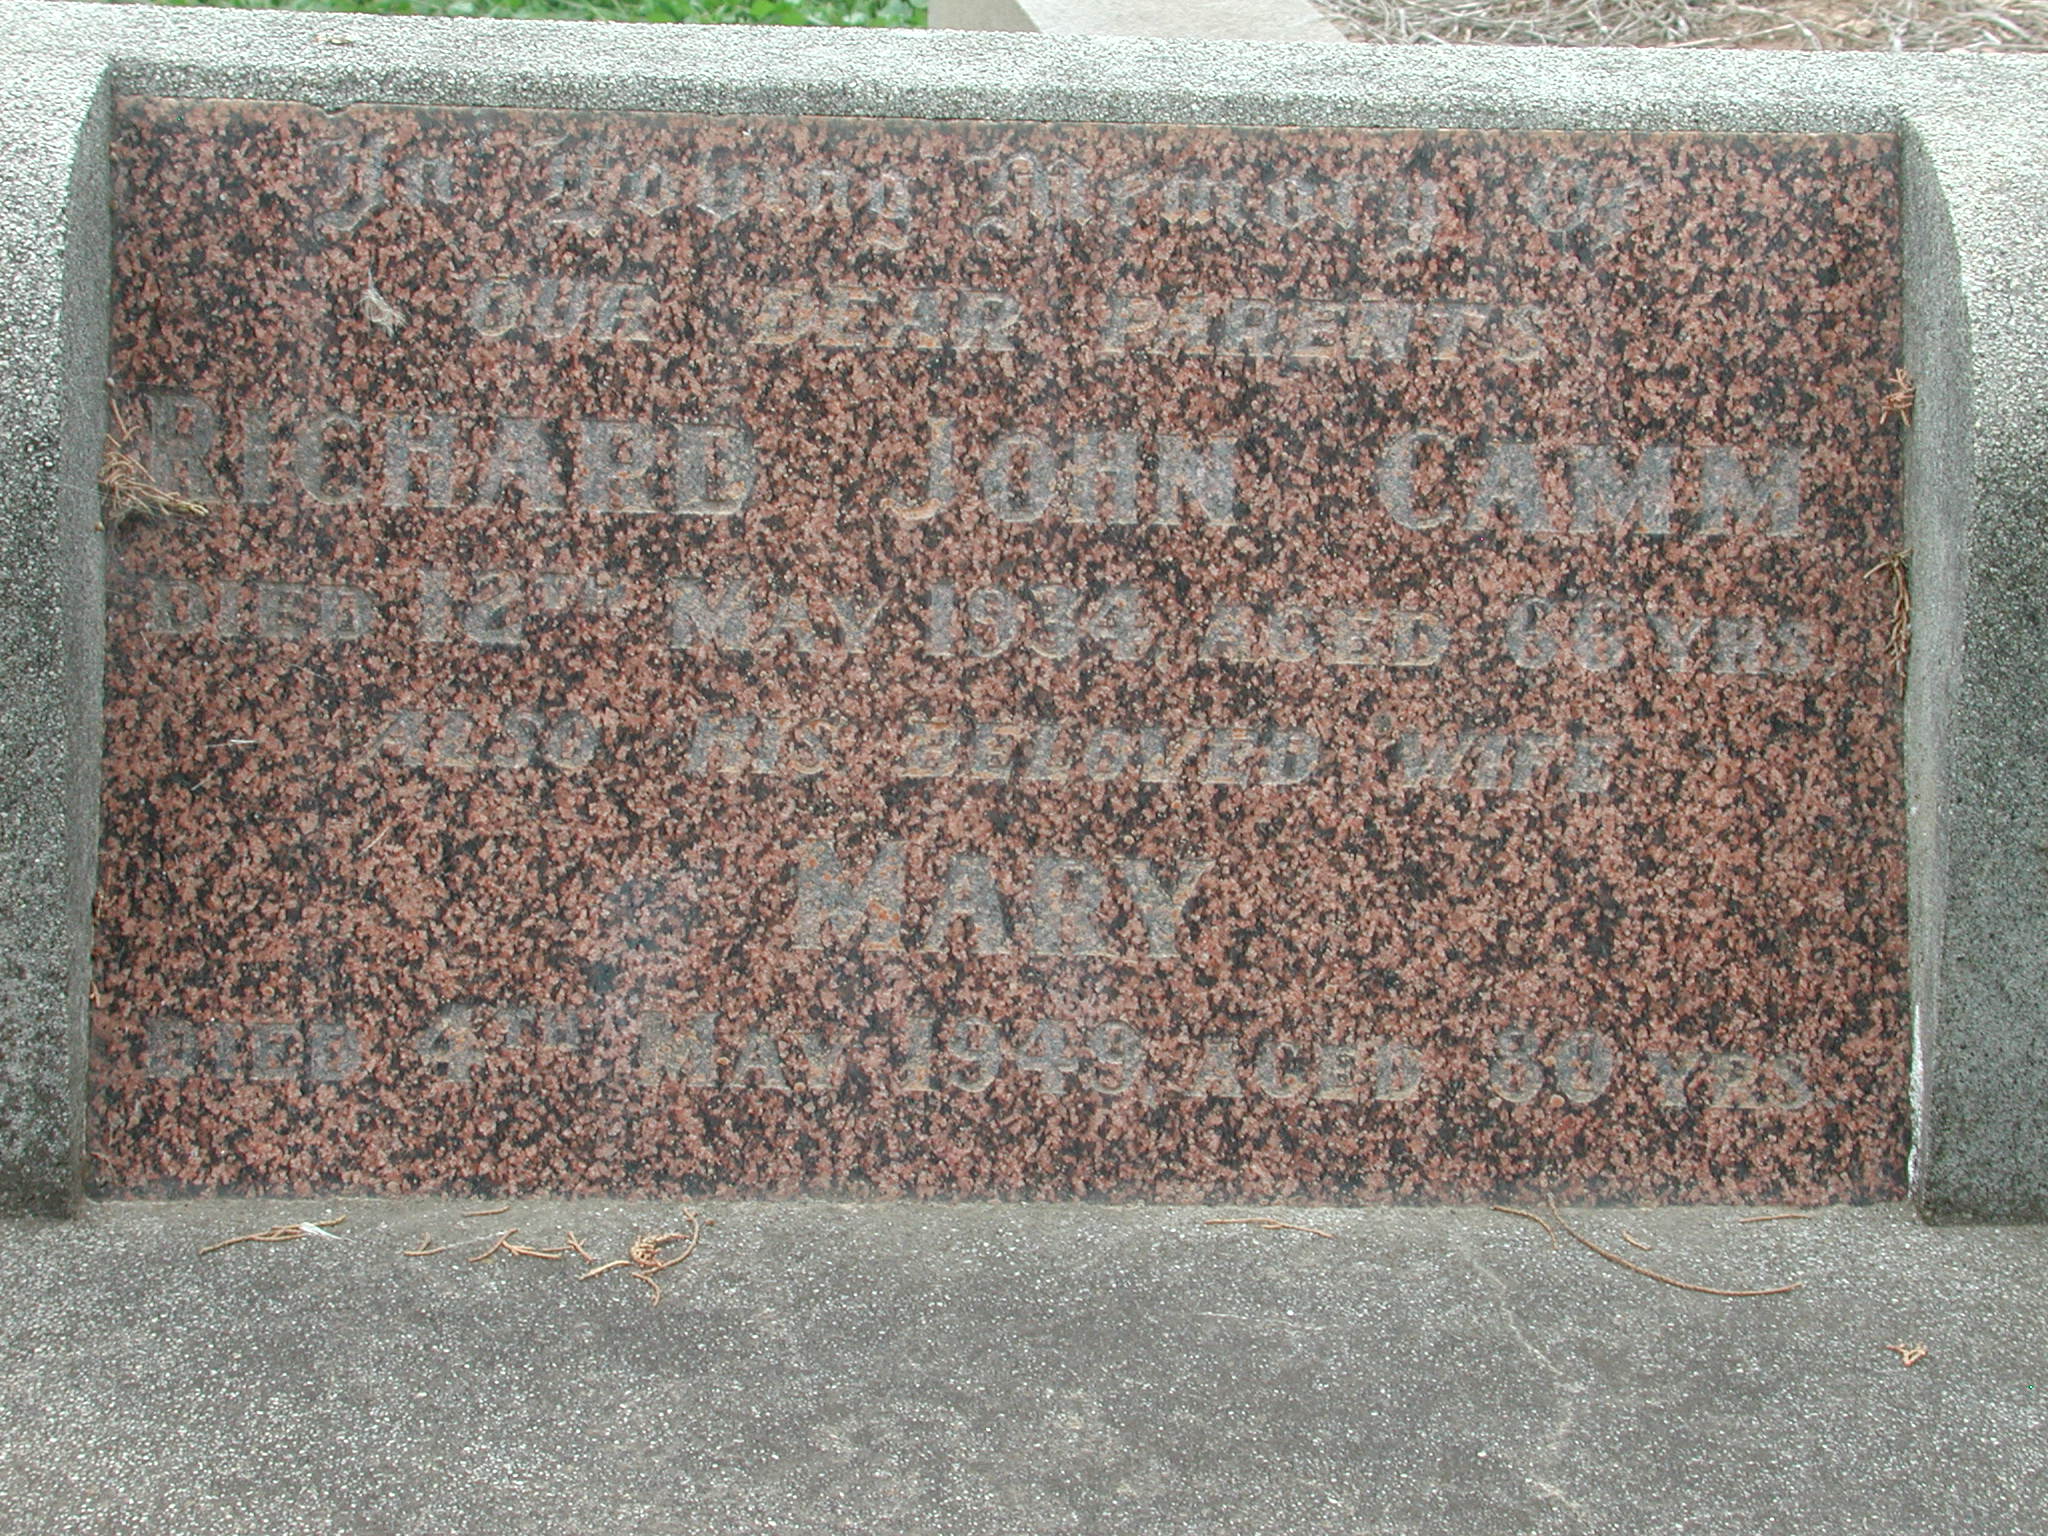 In Loving Memory Of
OUR DEAR PARENTS
RICHARD JOHN CAMM
DIED 12TH MAY 1934, AGED 66 YRS,
ALSO HIS BELOVED WIFE
MARY
DIED 4TH MAY 1949, AGED 80 YRS.